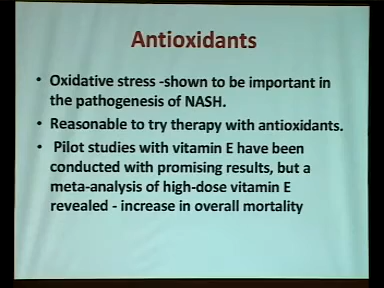 Antioxidants
• Oxidative stress -shown to be important in
the pathogenesis of NASH.
• Reasonable to try therapy with antioxidants.
• Pilot studies with vitamin E have been
conducted with promising results, but a
meta-analysis of high-dose vitamin E
revealed - increase in overall mortality